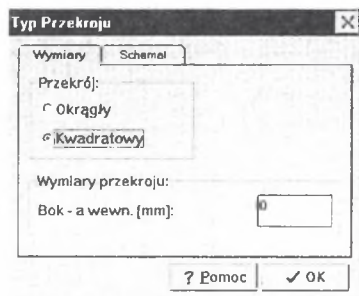 Typ Przekroju
Wymiary Schemat
Przekrój:
Okrągły
Kwadratowy
Wymiary przekroju:
Bok - a wewn. [mm]: 0
? Pomoc ✓ OK